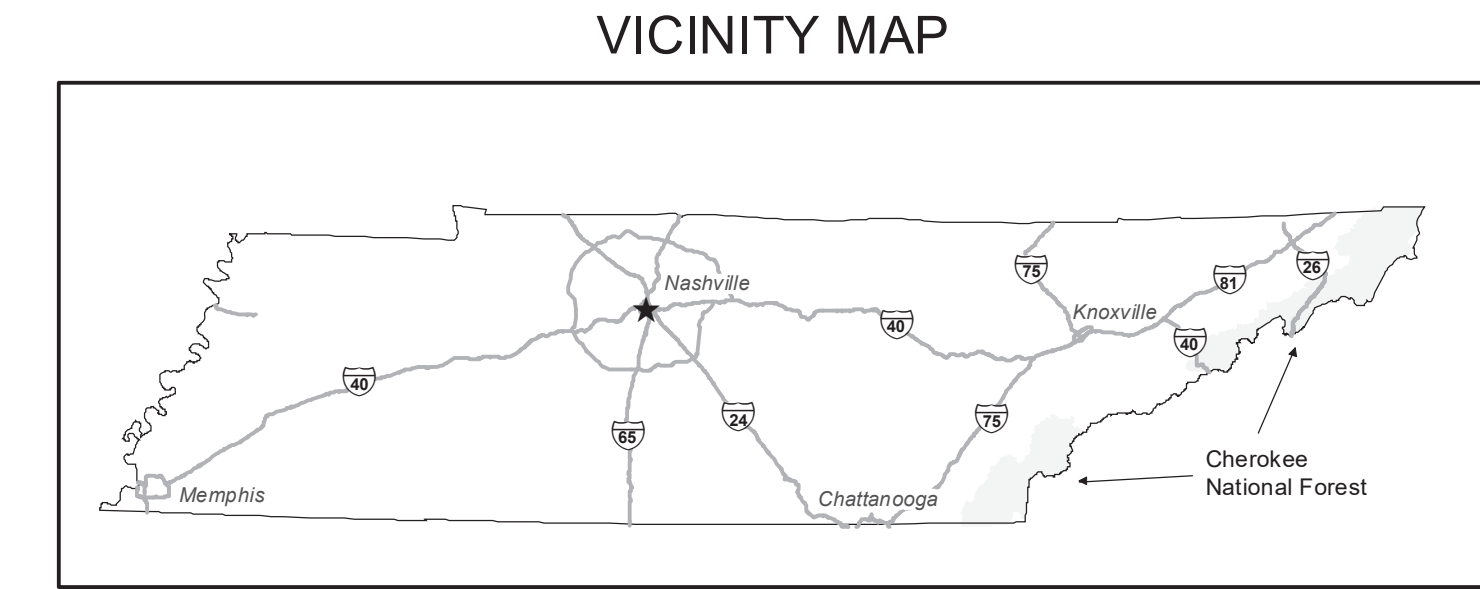 VICINITY MAP
75
26
81
Nashville
Knoxville
40
40
40
24
75
65
Cherokee
National Forest
Memphis
Chattanooga